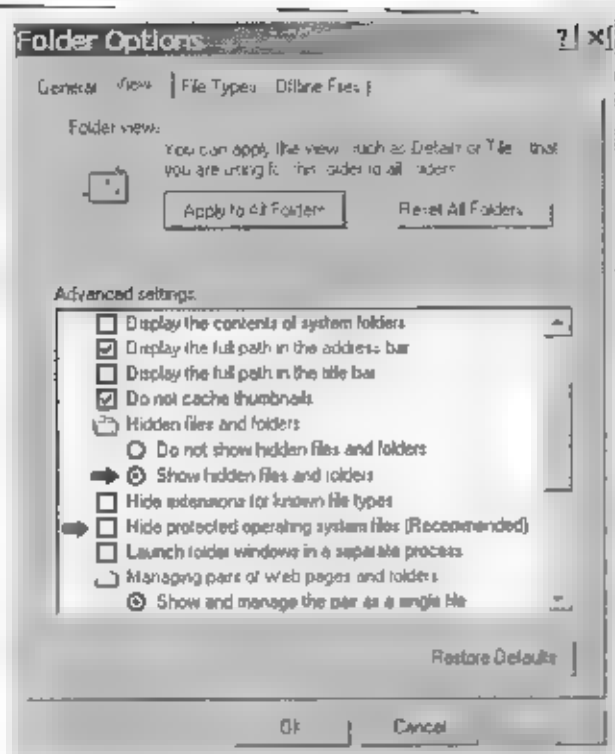 Folder Options
General View File Types Offline Files
Folder views
You can apply the view such as Details or Tiles that
you are using for this folder to all folders
Apply to All Folders Reset All Folders
Advanced settings
Display the contents of system folders
Display the full path in the address bar
Display the full path in the title bar
Do not cache thumbnails
Hidden files and folders
Do not show hidden files and folders
Show hidden files and folders
Hide extensions for known file types
Hide protected operating system files (Recommended)
Launch folder windows in a separate process
Managing pairs of Web pages and folders
Show and manage the pair as a single file
Restore Defaults
OK Cancel